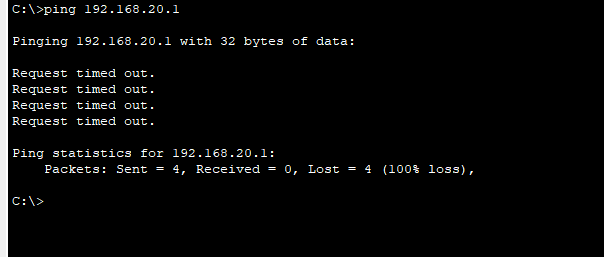 C:\>ping 192.168.20.1
Pinging 192.168.20.1 with 32 bytes of data:
Request timed out.
Request timed out.
Request timed out.
Request timed out.
Ping statistics for 192.168.20.1:
    Packets: Sent = 4, Received = 0, Lost = 4 (100% loss),
C:\>